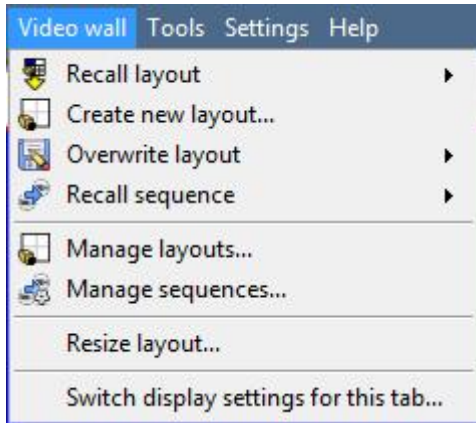 Video wall Tools Settings Help
Recall layout
Create new layout...
Overwrite layout
Recall sequence
Manage layouts...
Manage sequences...
Resize layout...
Switch display settings for this tab...